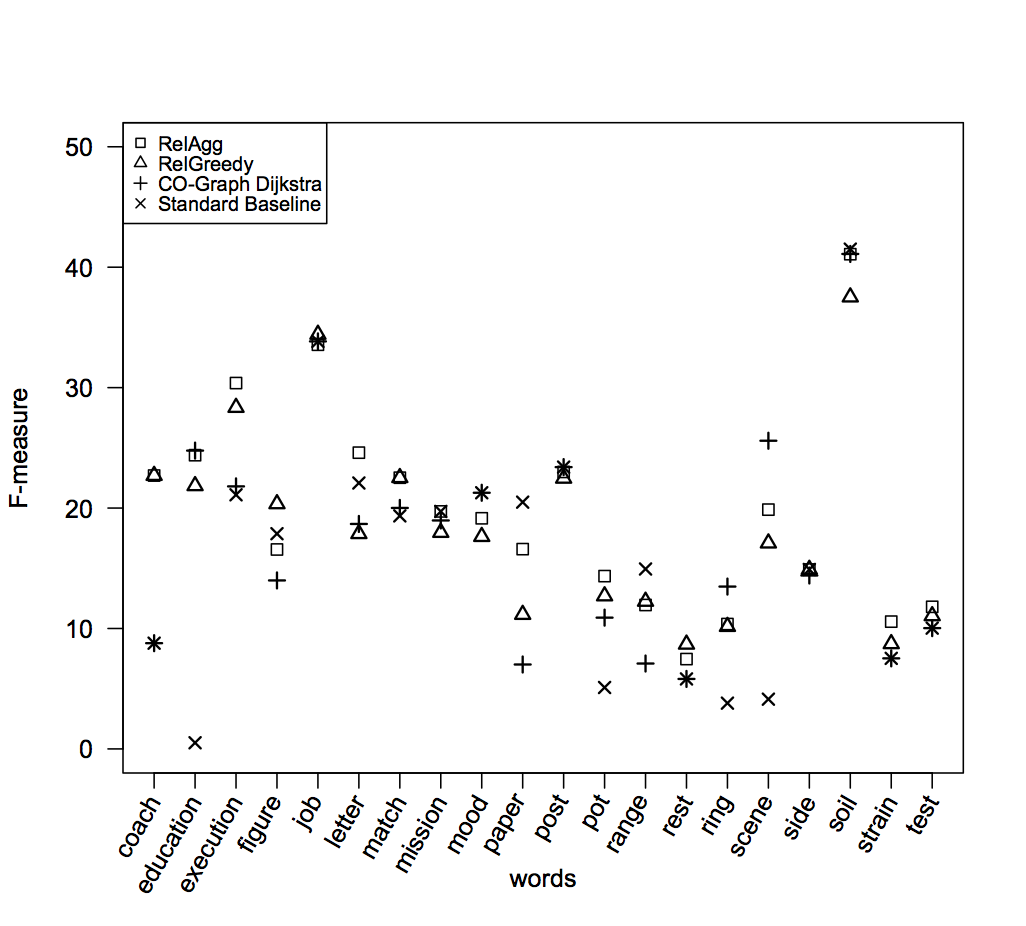 50
40
30
20
10
0
F-measure
RelAgg
RelGreedy
CO-Graph Dijkstra
Standard Baseline
coach
education
execution
figure
job
letter
match
mission
mood
paper
post
pot
range
rest
ring
scene
side
soil
strain
test
words